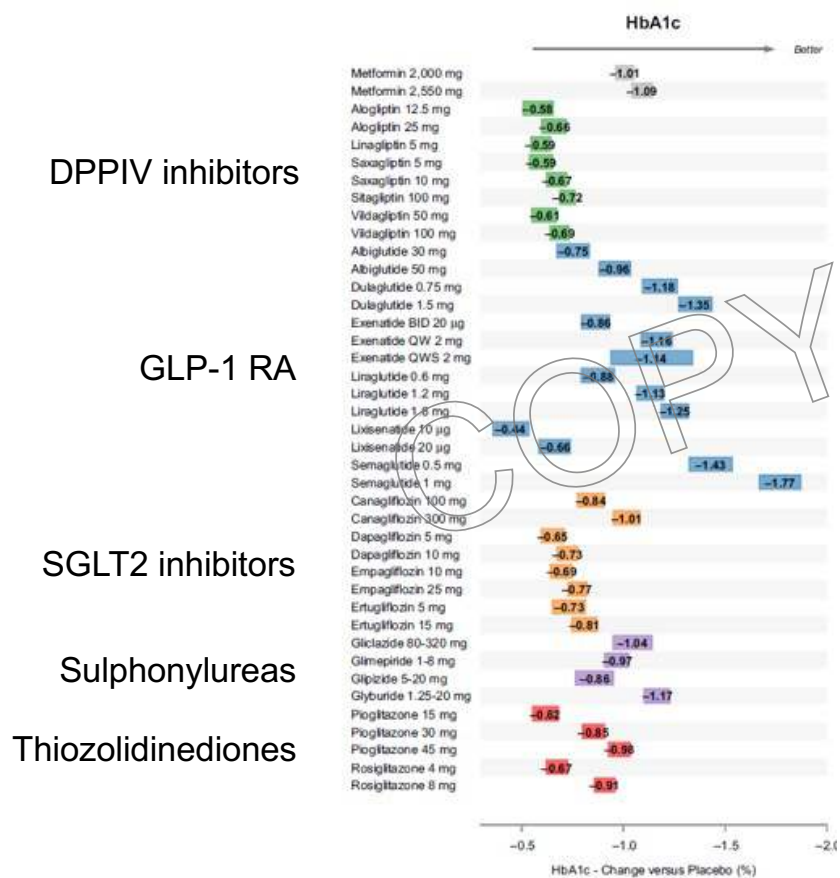 HbA1c
Better
Metformin 2,000 mg −1.01
Metformin 2,550 mg −1.09
Alogliptin 12.5 mg −0.58
Alogliptin 25 mg −0.66
Linagliptin 5 mg −0.59
DPPIV inhibitors
Saxagliptin 5 mg −0.59
Saxagliptin 10 mg −0.67
Sitagliptin 100 mg −0.72
Vildagliptin 50 mg −0.61
Vildagliptin 100 mg −0.69
Albiglutide 30 mg −0.75
Albiglutide 50 mg −0.96
Dulaglutide 0.75 mg −1.18
Dulaglutide 1.5 mg −1.35
Exenatide BID 20 µg −0.86
Exenatide QW 2 mg −1.16
Exenatide QWS 2 mg −1.14
GLP-1 RA
Liraglutide 0.6 mg −0.88
Liraglutide 1.2 mg −1.13
Liraglutide 1.8 mg −1.25
Lixisenatide 10 µg −0.44
Lixisenatide 20 µg −0.66
Semaglutide 0.5 mg −1.43
Semaglutide 1 mg −1.77
Canagliflozin 100 mg −0.84
Canagliflozin 300 mg −1.01
Dapagliflozin 5 mg −0.65
Dapagliflozin 10 mg −0.73
SGLT2 inhibitors
Empagliflozin 10 mg −0.69
Empagliflozin 25 mg −0.77
Ertugliflozin 5 mg −0.73
Ertugliflozin 15 mg −0.81
Gliclazide 80-320 mg −1.04
Glimepiride 1-8 mg −0.97
Sulphonylureas
Glipizide 5-20 mg −0.86
Glyburide 1.25-20 mg −1.17
Pioglitazone 15 mg −0.62
Pioglitazone 30 mg −0.85
Thiozolidinediones
Pioglitazone 45 mg −0.98
Rosiglitazone 4 mg −0.67
Rosiglitazone 8 mg −0.91
−0.5 −1.0 −1.5 −2.0
HbA1c - Change versus Placebo (%)
COPY